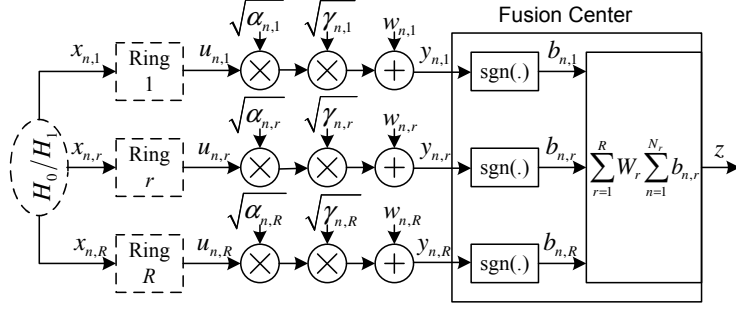 Fusion Center
√α_{n,1} √γ_{n,1} w_{n,1}
x_{n,1} Ring 1 u_{n,1} × × + y_{n,1} sgn(.) b_{n,1}
√α_{n,r} √γ_{n,r} w_{n,r}
H_0/H_1 x_{n,r} Ring r u_{n,r} × × + y_{n,r} sgn(.) b_{n,r} \sum_{r=1}^{R} W_r \sum_{n=1}^{N_r} b_{n,r} z
√α_{n,R} √γ_{n,R} w_{n,R}
x_{n,R} Ring R u_{n,R} × × + y_{n,R} sgn(.) b_{n,R}